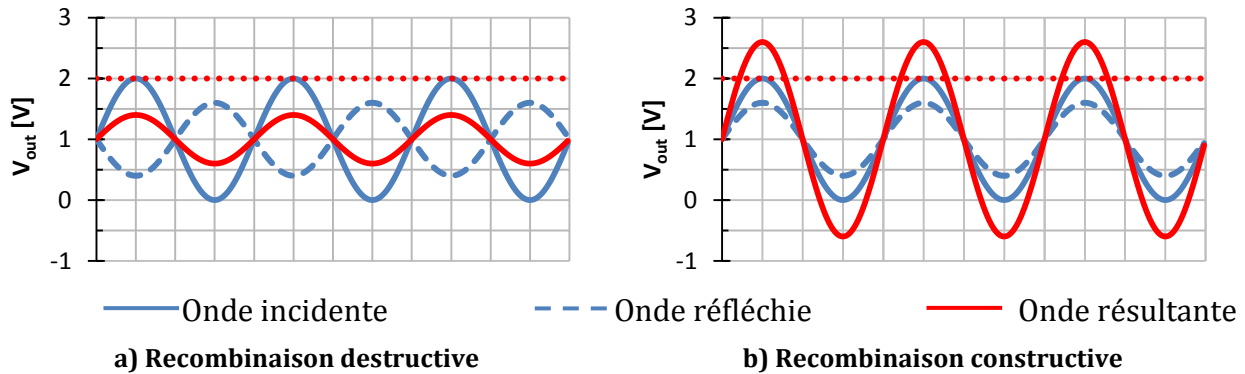 3
2
1
0
-1
V_out [V]
3
2
1
0
-1
V_out [V]
Onde incidente
Onde réfléchie
Onde résultante
a) Recombinaison destructive
b) Recombinaison constructive